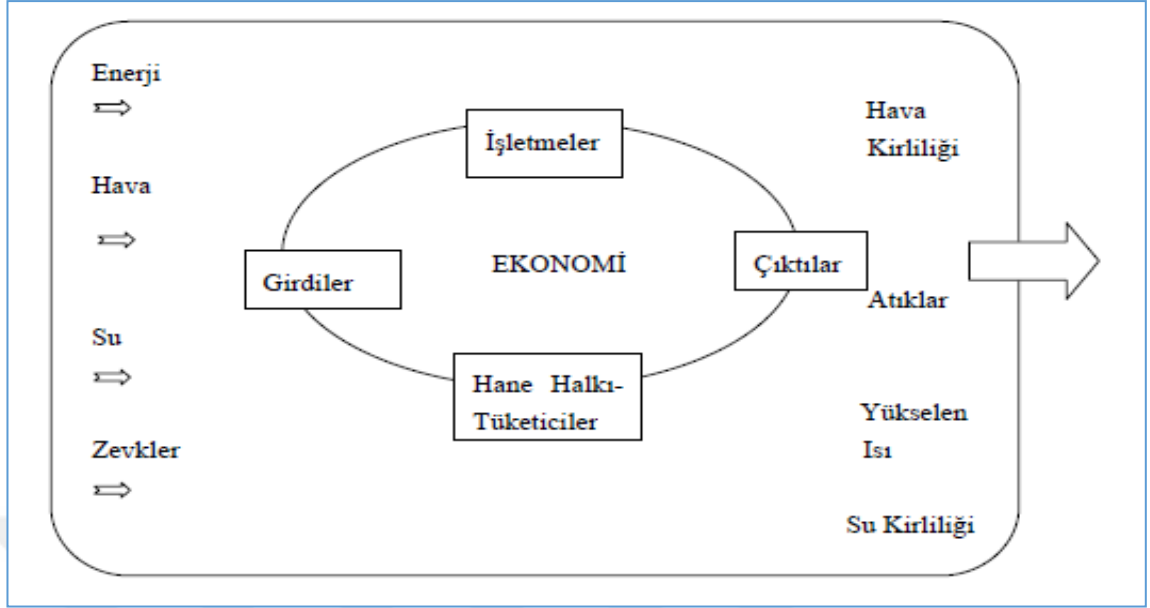 Enerji
Hava
Su
Zevkler
İşletmeler
Girdiler
EKONOMİ
Çıktılar
Hane Halkı-
Tüketiciler
Hava
Kirliliği
Atıklar
Yükselen
Isı
Su Kirliliği